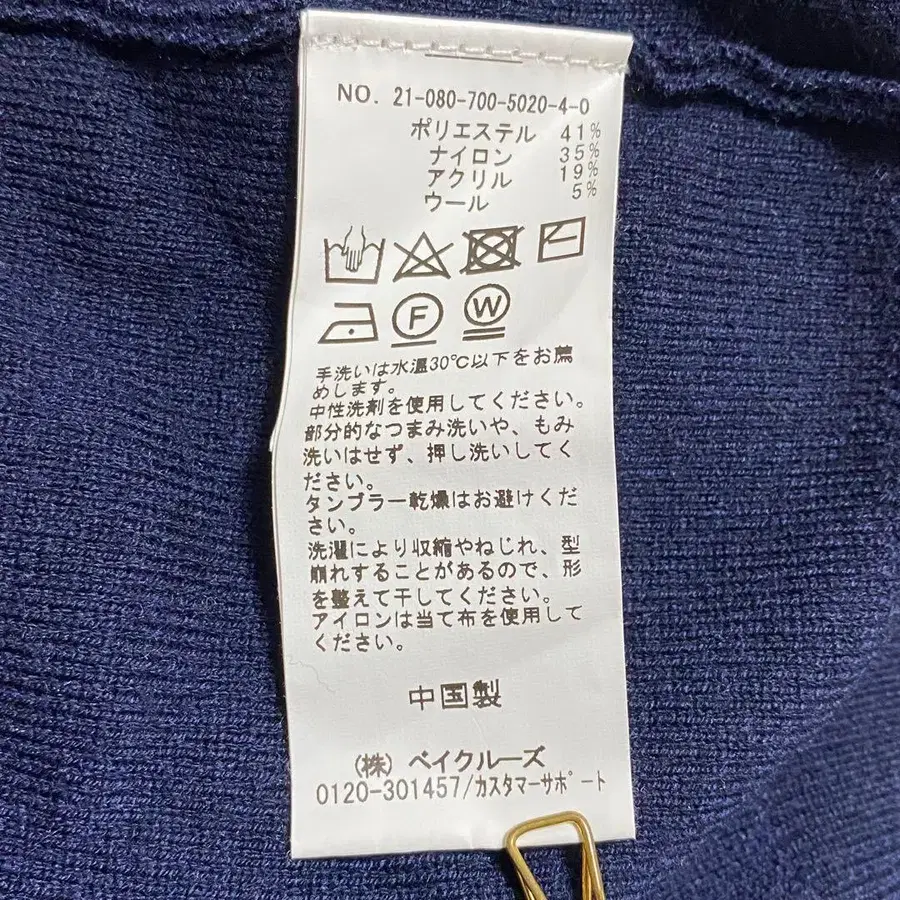 NO. 21-080-700-5020-4-0
ポリエステル 41%
ナイロン 35%
アクリル 19%
ウール 5%
F W
手洗いは水温30℃以下をお薦
めします。
中性洗剤を使用してください。
部分的なつまみ洗いや、もみ
洗いはせず、押し洗いしてく
ださい。
タンブラー乾燥はお避けくだ
さい。
洗濯により収縮やねじれ、型
崩れすることがあるので、形
を整えて干してください。
アイロンは当て布を使用して
ください。
中国製
(株) ベイクルーズ
0120-301457/カスタマーサポート